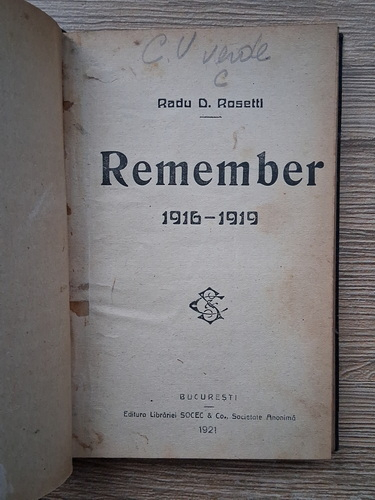 C. V verde
C
Radu D. Rosetti
Remember
1916-1919
BUCUREȘTI
Editura Librăriei SOCEC & Co., Societate Anonimă
1921